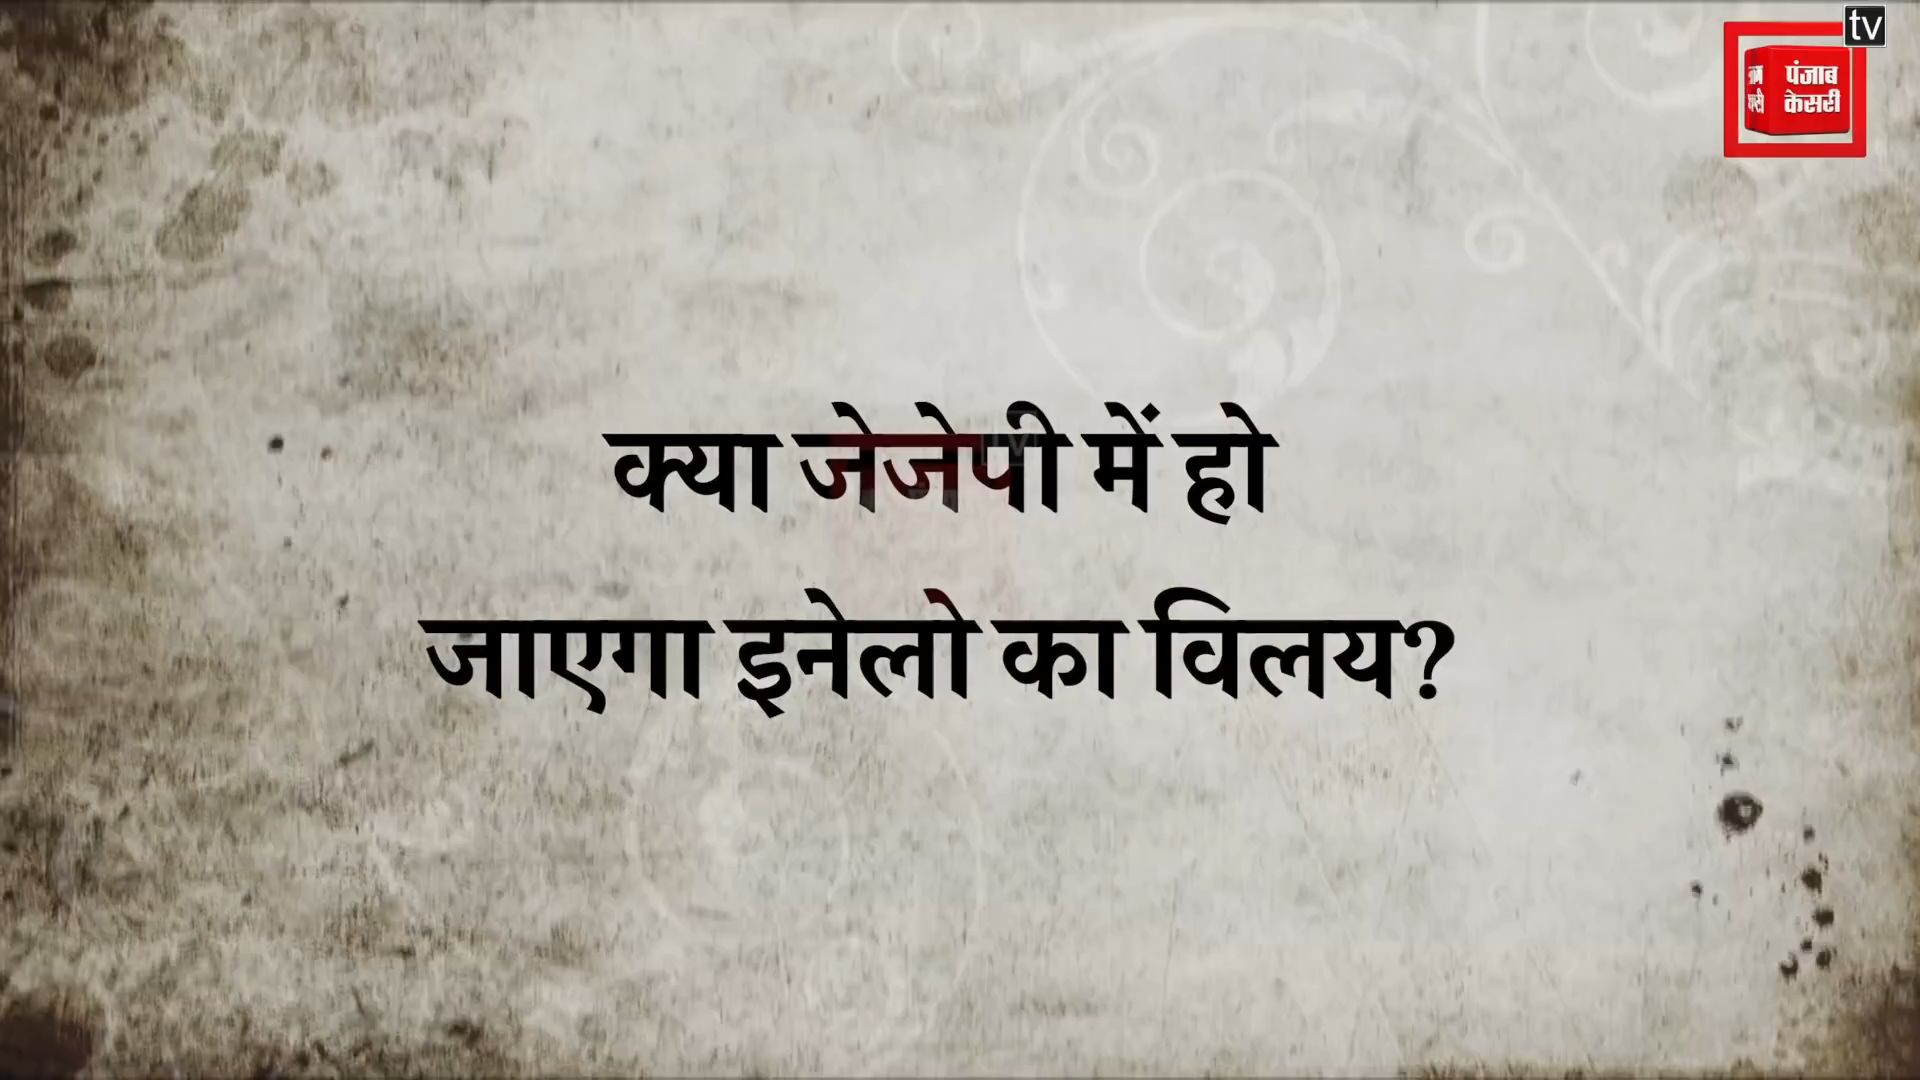 tv
पंजाब
केसरी
क्या जेजेपी में हो
जाएगा इनेलो का विलय?